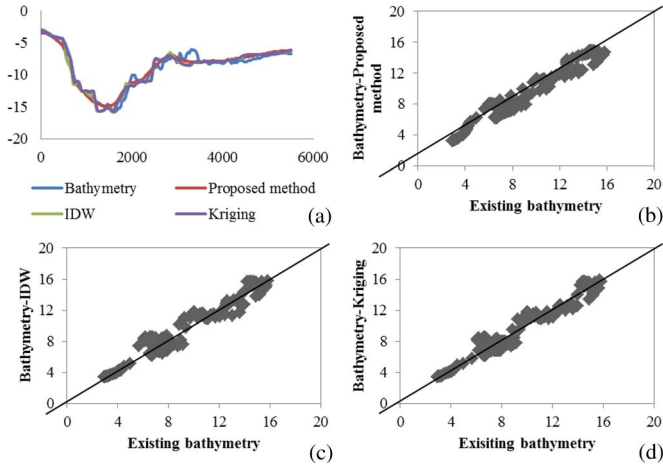 0
-5
-10
-15
-20
0 2000 4000 6000
Bathymetry Proposed method
IDW Kriging
(a)
Bathymetry-Proposed
method
20
16
12
8
4
0
0 4 8 12 16 20
Existing bathymetry
(b)
Bathymetry-IDW
20
16
12
8
4
0
0 4 8 12 16 20
Existing bathymetry
(c)
Bathymetry-Kriging
20
16
12
8
4
0
0 4 8 12 16 20
Exisiting bathymetry
(d)